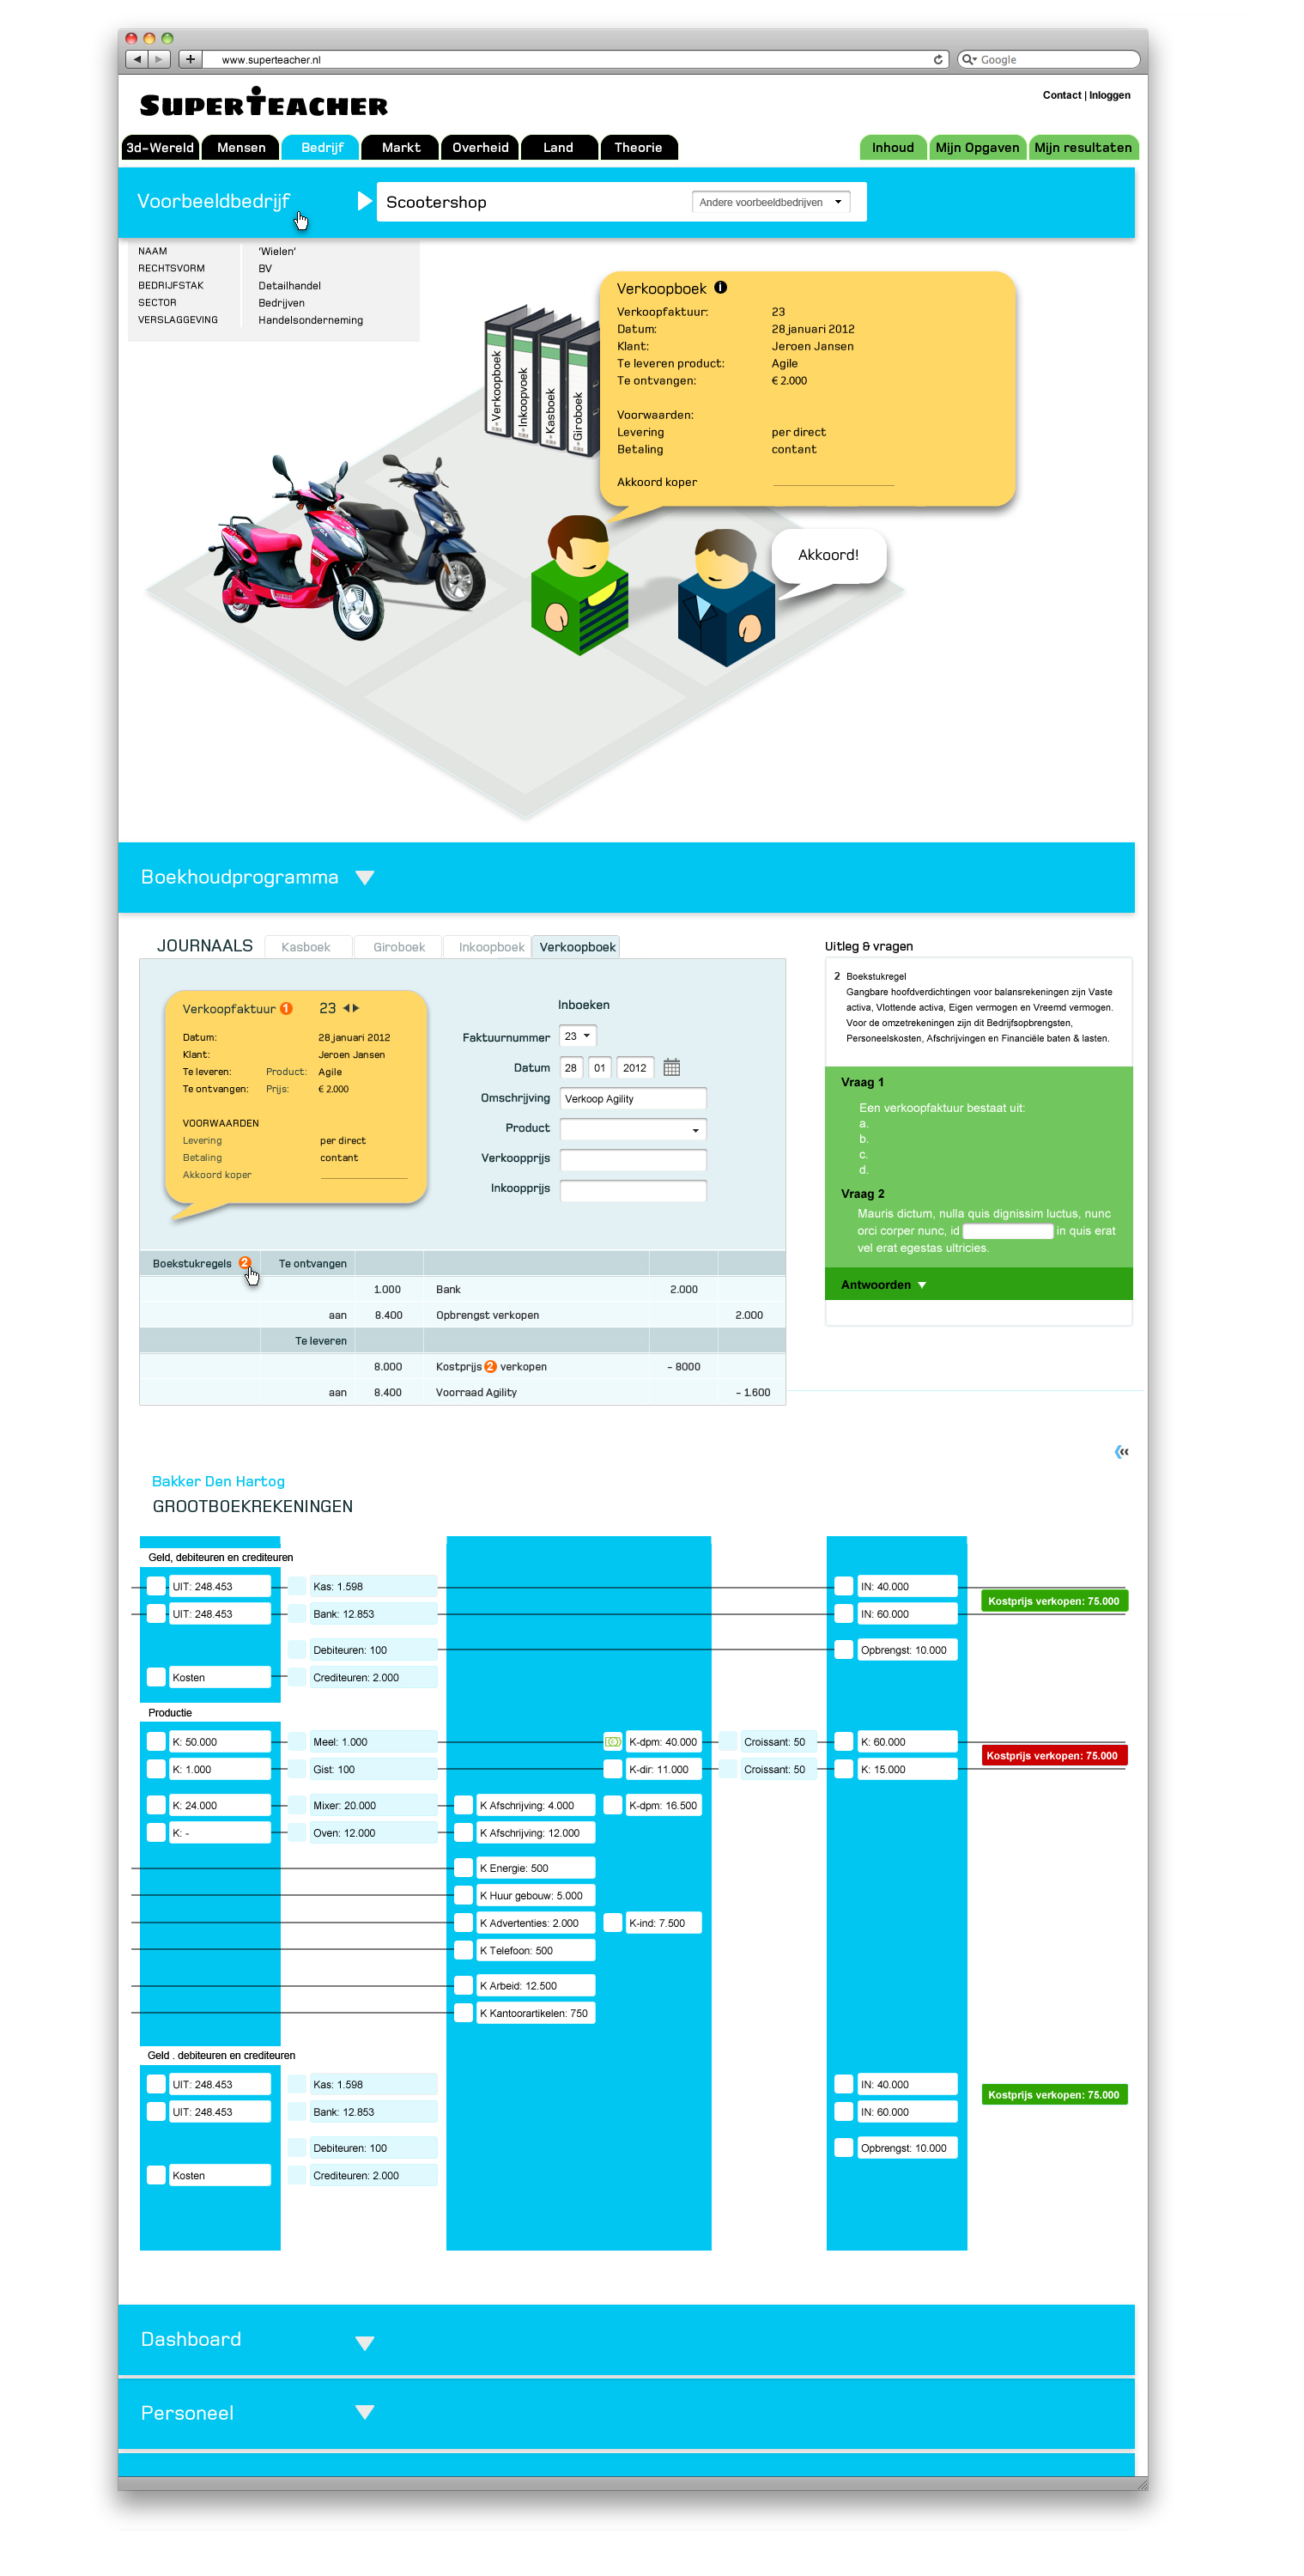 www.superteacher.nl
Google
SuperTeacher
Contact | Inloggen
3d-Wereld Mensen Bedrijf Markt Overheid Land Theorie
Inhoud Mijn Opgaven Mijn resultaten
Voorbeeldbedrijf
Scootershop
Andere voorbeeldbedrijven
NAAM 'Wielen'
RECHTSVORM BV
BEDRIJFSTAK Detailhandel
SECTOR Bedrijven
VERSLAGGEVING Handelsonderneming
Verkoopboek
Inkoopvoek
Kasboek
Giroboek
Verkoopboek i
Verkoopfaktuur: 23
Datum: 28 januari 2012
Klant: Jeroen Jansen
Te leveren product: Agile
Te ontvangen: € 2.000
Voorwaarden:
Levering per direct
Betaling contant
Akkoord koper
Akkoord!
Boekhoudprogramma
JOURNAALS Kasboek Giroboek Inkoopboek Verkoopboek
Verkoopfaktuur 1 23
Datum: 28 januari 2012
Klant: Jeroen Jansen
Te leveren: Product: Agile
Te ontvangen: Prijs: € 2.000
VOORWAARDEN
Levering per direct
Betaling contant
Akkoord koper
Inboeken
Faktuurnummer 23
Datum 28 01 2012
Omschrijving Verkoop Agility
Product
Verkoopprijs
Inkoopprijs
Boekstukregels 2 Te ontvangen
1.000 Bank 2.000
aan 8.400 Opbrengst verkopen 2.000
Te leveren
8.000 Kostprijs 2 verkopen - 8000
aan 8.400 Voorraad Agility - 1.600
Uitleg & vragen
2 Boekstukregel
Gangbare hoofdverdichtingen voor balansrekeningen zijn Vaste
activa, Vlottende activa, Eigen vermogen en Vreemd vermogen.
Voor de omzetrekeningen zijn dit Bedrijfsopbrengsten,
Personeelskosten, Afschrijvingen en Financiële baten & lasten.
Vraag 1
Een verkoopfaktuur bestaat uit:
a.
b.
c.
d.
Vraag 2
Mauris dictum, nulla quis dignissim luctus, nunc
orci corper nunc, id in quis erat
vel erat egestas ultricies.
Antwoorden
Bakker Den Hartog
GROOTBOEKREKENINGEN
Geld, debiteuren en crediteuren
UIT: 248.453 Kas: 1.598 IN: 40.000
Kostprijs verkopen: 75.000
UIT: 248.453 Bank: 12.853 IN: 60.000
Debiteuren: 100 Opbrengst: 10.000
Kosten Crediteuren: 2.000
Productie
K: 50.000 Meel: 1.000 K-dpm: 40.000 Croissant: 50 K: 60.000
Kostprijs verkopen: 75.000
K: 1.000 Gist: 100 K-dir: 11.000 Croissant: 50 K: 15.000
K: 24.000 Mixer: 20.000 K Afschrijving: 4.000 K-dpm: 16.500
K: - Oven: 12.000 K Afschrijving: 12.000
K Energie: 500
K Huur gebouw: 5.000
K Advertenties: 2.000 K-ind: 7.500
K Telefoon: 500
K Arbeid: 12.500
K Kantoorartikelen: 750
Geld . debiteuren en crediteuren
UIT: 248.453 Kas: 1.598 IN: 40.000
Kostprijs verkopen: 75.000
UIT: 248.453 Bank: 12.853 IN: 60.000
Debiteuren: 100 Opbrengst: 10.000
Kosten Crediteuren: 2.000
Dashboard
Personeel